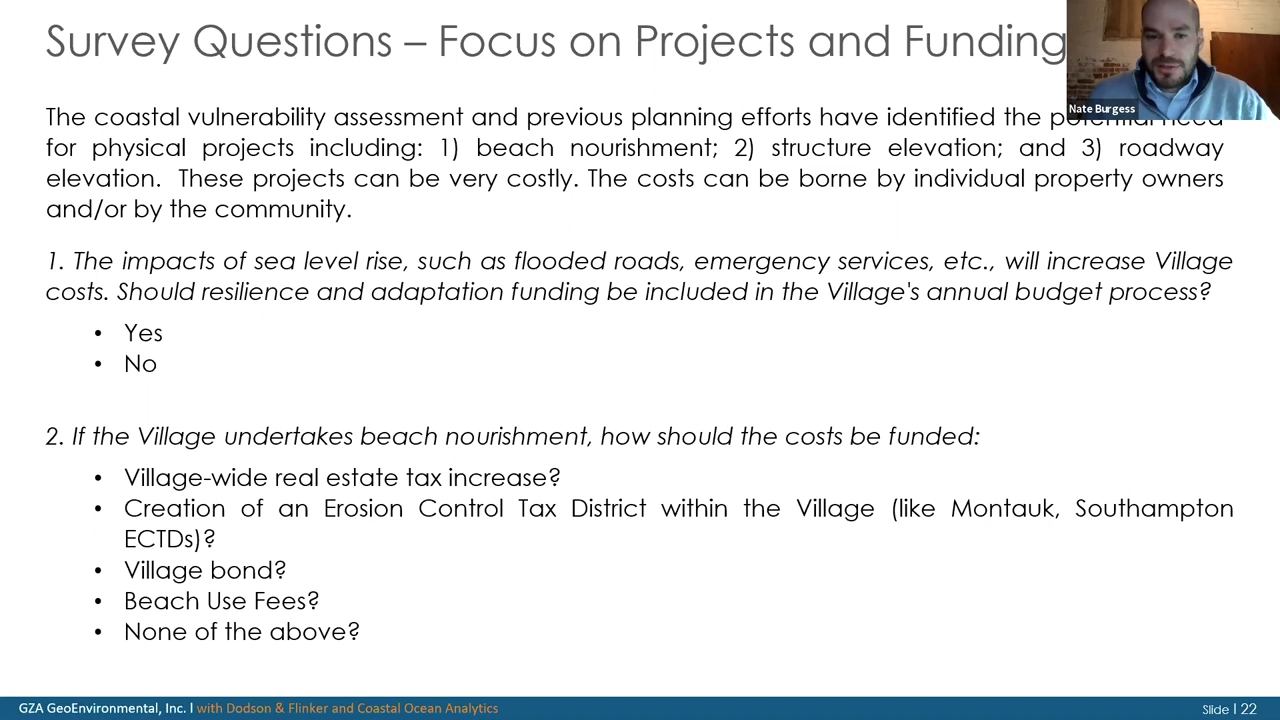 Survey Questions – Focus on Projects and Funding
Nate Burgess
The coastal vulnerability assessment and previous planning efforts have identified the potential need
for physical projects including: 1) beach nourishment; 2) structure elevation; and 3) roadway
elevation. These projects can be very costly. The costs can be borne by individual property owners
and/or by the community.
1. The impacts of sea level rise, such as flooded roads, emergency services, etc., will increase Village
costs. Should resilience and adaptation funding be included in the Village's annual budget process?
• Yes
• No
2. If the Village undertakes beach nourishment, how should the costs be funded:
• Village-wide real estate tax increase?
• Creation of an Erosion Control Tax District within the Village (like Montauk, Southampton
ECTDs)?
• Village bond?
• Beach Use Fees?
• None of the above?
GZA GeoEnvironmental, Inc. | with Dodson & Flinker and Coastal Ocean Analytics
Slide | 22